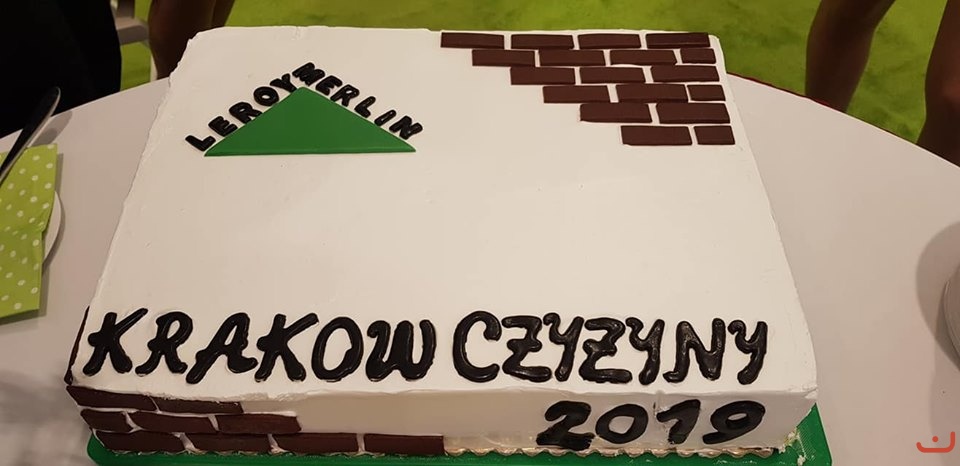 LEROY MERLIN
KRAKOW CZYZYNY
2019